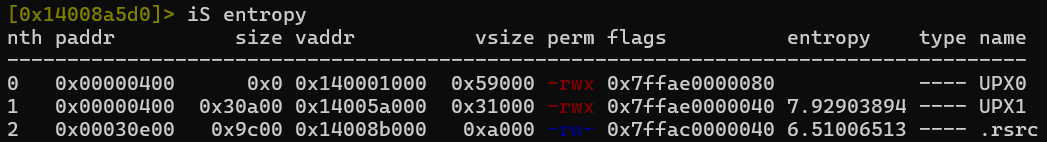 [0x14008a5d0]> iS entropy
nth paddr size vaddr vsize perm flags entropy type name
------------------------------------------------------------------------------------
0 0x00000400 0x0 0x140001000 0x59000 -rwx 0x7ffae0000080 ---- UPX0
1 0x00000400 0x30a00 0x14005a000 0x31000 -rwx 0x7ffae0000040 7.92903894 ---- UPX1
2 0x00030e00 0x9c00 0x14008b000 0xa000 -rw- 0x7ffac0000040 6.51006513 ---- .rsrc